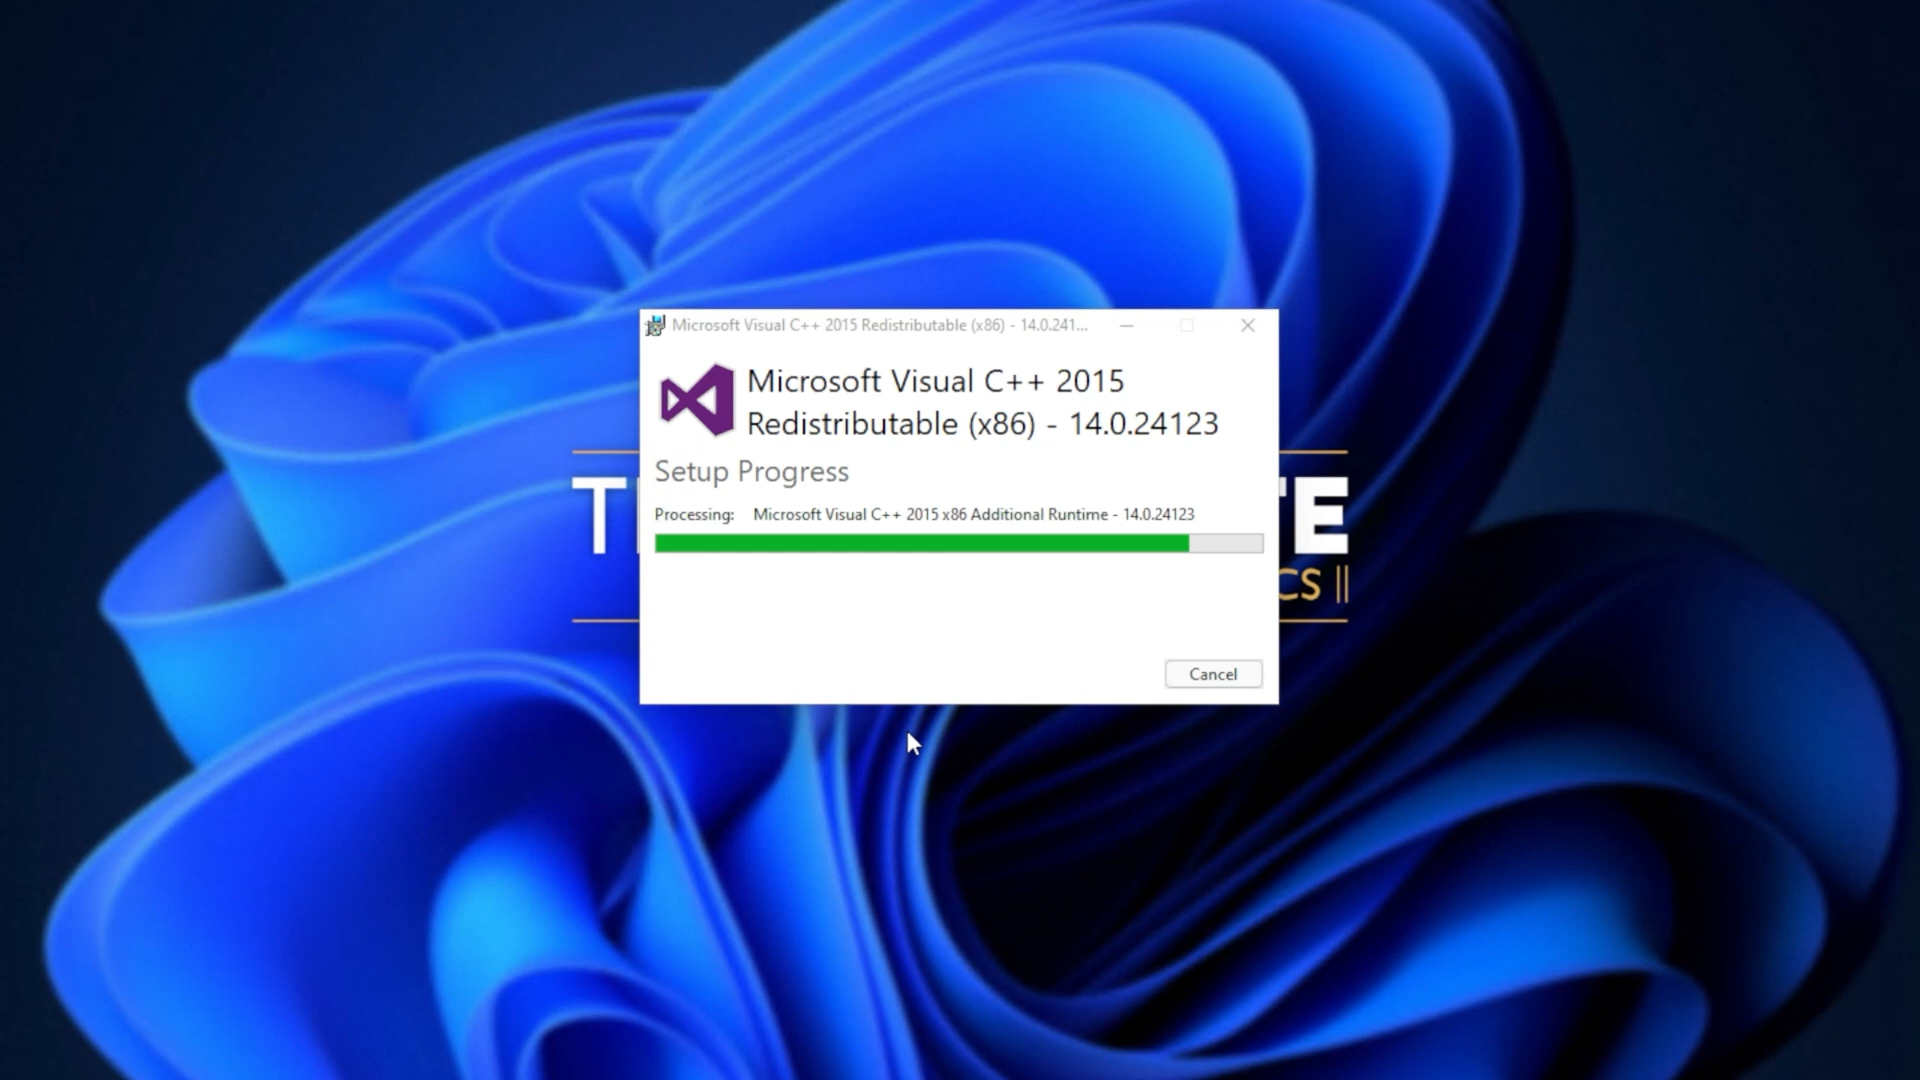 Microsoft Visual C++ 2015 Redistributable (x86) - 14.0.241...
Microsoft Visual C++ 2015
Redistributable (x86) - 14.0.24123
Setup Progress
Processing: Microsoft Visual C++ 2015 x86 Additional Runtime - 14.0.24123
Cancel